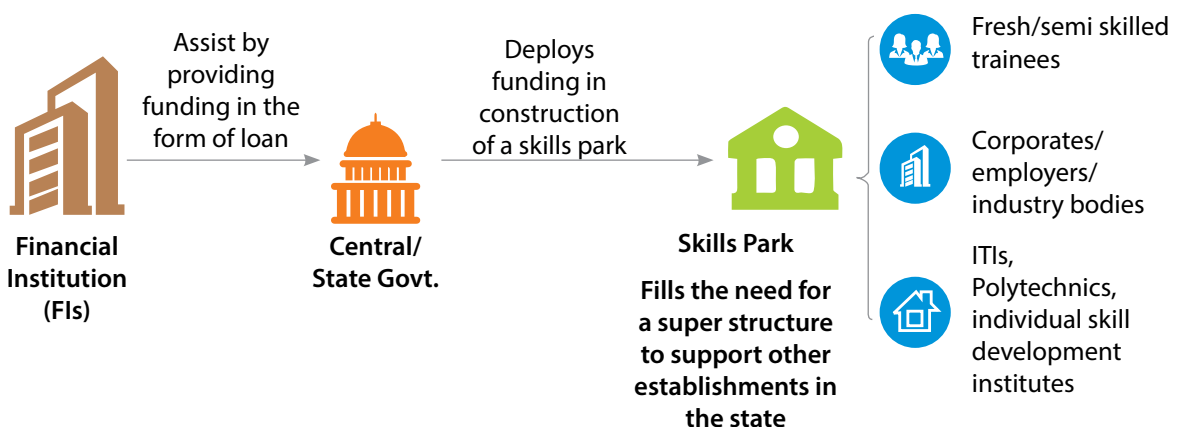 Assist by
providing
funding in the
form of loan
Financial
Institution
(FIs)
Central/
State Govt.
Deploys
funding in
construction
of a skills park
Skills Park
Fills the need for
a super structure
to support other
establishments in
the state
Fresh/semi skilled
trainees
Corporates/
employers/
industry bodies
ITIs,
Polytechnics,
individual skill
development
institutes